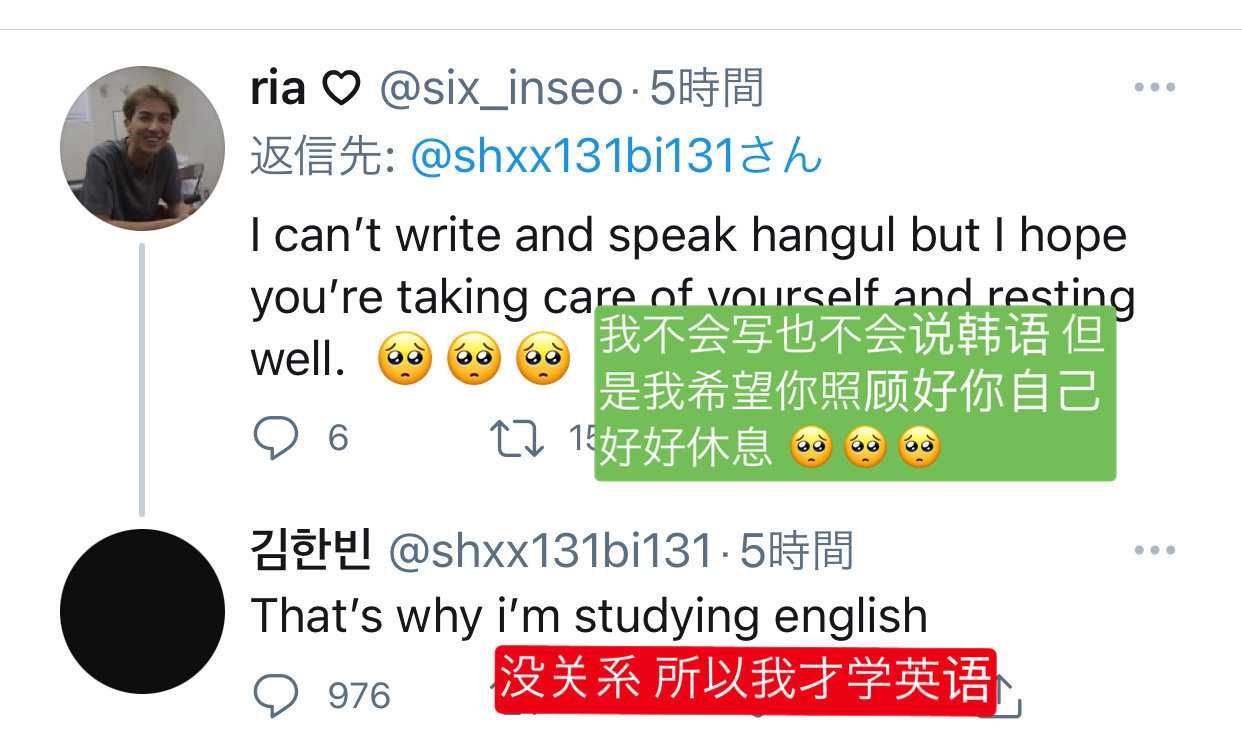 ria ♡ @six_inseo · 5時間
返信先: @shxx131bi131さん
I can't write and speak hangul but I hope
you're taking care of yourself and resting
well. 🥺 🥺 🥺
我不会写也不会说韩语 但
是我希望你照顾好你自己
好好休息 🥺 🥺 🥺
6
김한빈 @shxx131bi131 · 5時間
That's why i'm studying english
没关系 所以我才学英语
976